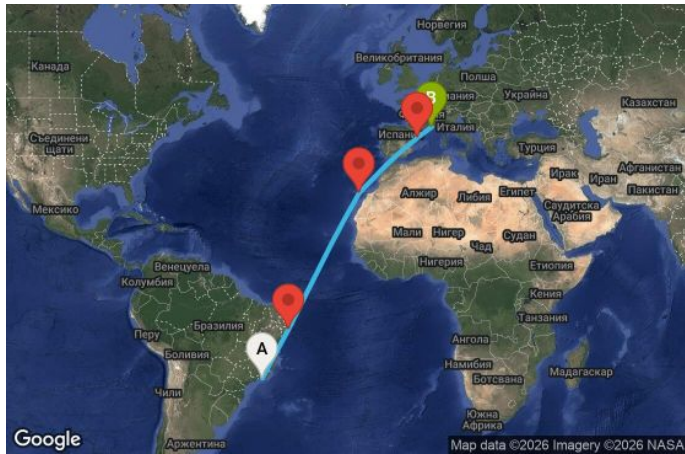 Норвегия
Канада
Великобритания
Полша
Украйна
Казахстан
Испания
Италия
Турция
Съединени
щати
Афганистан
Ирак
Иран
Алжир
Либия
Египет
Пакистан
Саудитска
Арабия
Мексико
Мали
Нигер
Чад
Судан
Венецуела
Нигерия
Етиопия
Колумбия
Кения
Бразилия
Танзания
Перу
Боливия
Ангола
A
B
Намибия
Мадагаскар
Ботсвана
Чили
Южна
Африка
Аржентина
Google
Map data ©2026 Imagery ©2026 NASA